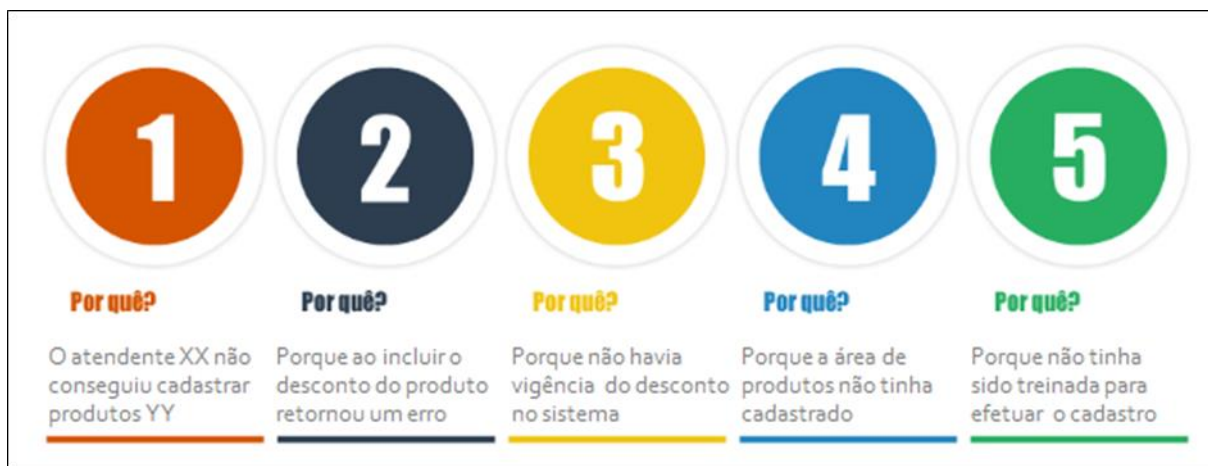 1
2
3
4
5
Por quê?
Por quê?
Por quê?
Por quê?
Por quê?
O atendente XX não
conseguiu cadastrar
produtos YY
Porque ao incluir o
desconto do produto
retornou um erro
Porque não havia
vigência do desconto
no sistema
Porque a área de
produtos não tinha
cadastrado
Porque não tinha
sido treinada para
efetuar o cadastro